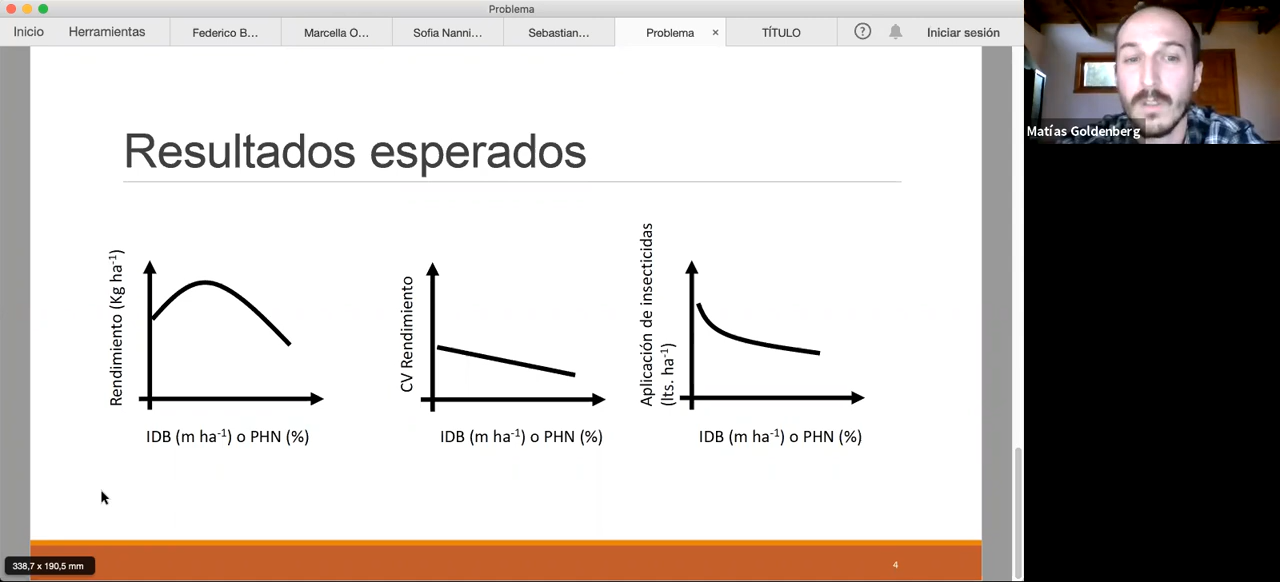 Problema
Inicio Herramientas Federico B... Marcella O... Sofia Nanni... Sebastian... Problema × TÍTULO ? Iniciar sesión
Matías Goldenberg
Resultados esperados
Rendimiento (Kg ha⁻¹)
IDB (m ha⁻¹) o PHN (%)
CV Rendimiento
IDB (m ha⁻¹) o PHN (%)
Aplicación de insecticidas
(lts. ha⁻¹)
IDB (m ha⁻¹) o PHN (%)
338,7 x 190,5 mm
4